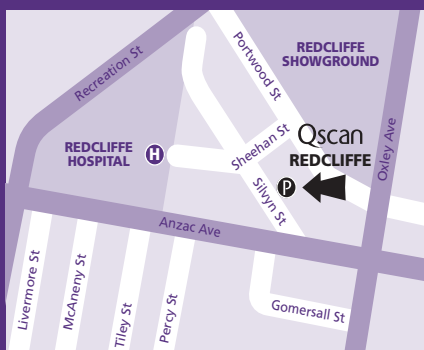 Recreation St
Portwood St
REDCLIFFE
SHOWGROUND
REDCLIFFE
HOSPITAL
H
Sheehan St
Qscan
REDCLIFFE
P
Oxley Ave
Silvyn St
Anzac Ave
Livermore St
McAneny St
Tiley St
Percy St
Gomersall St